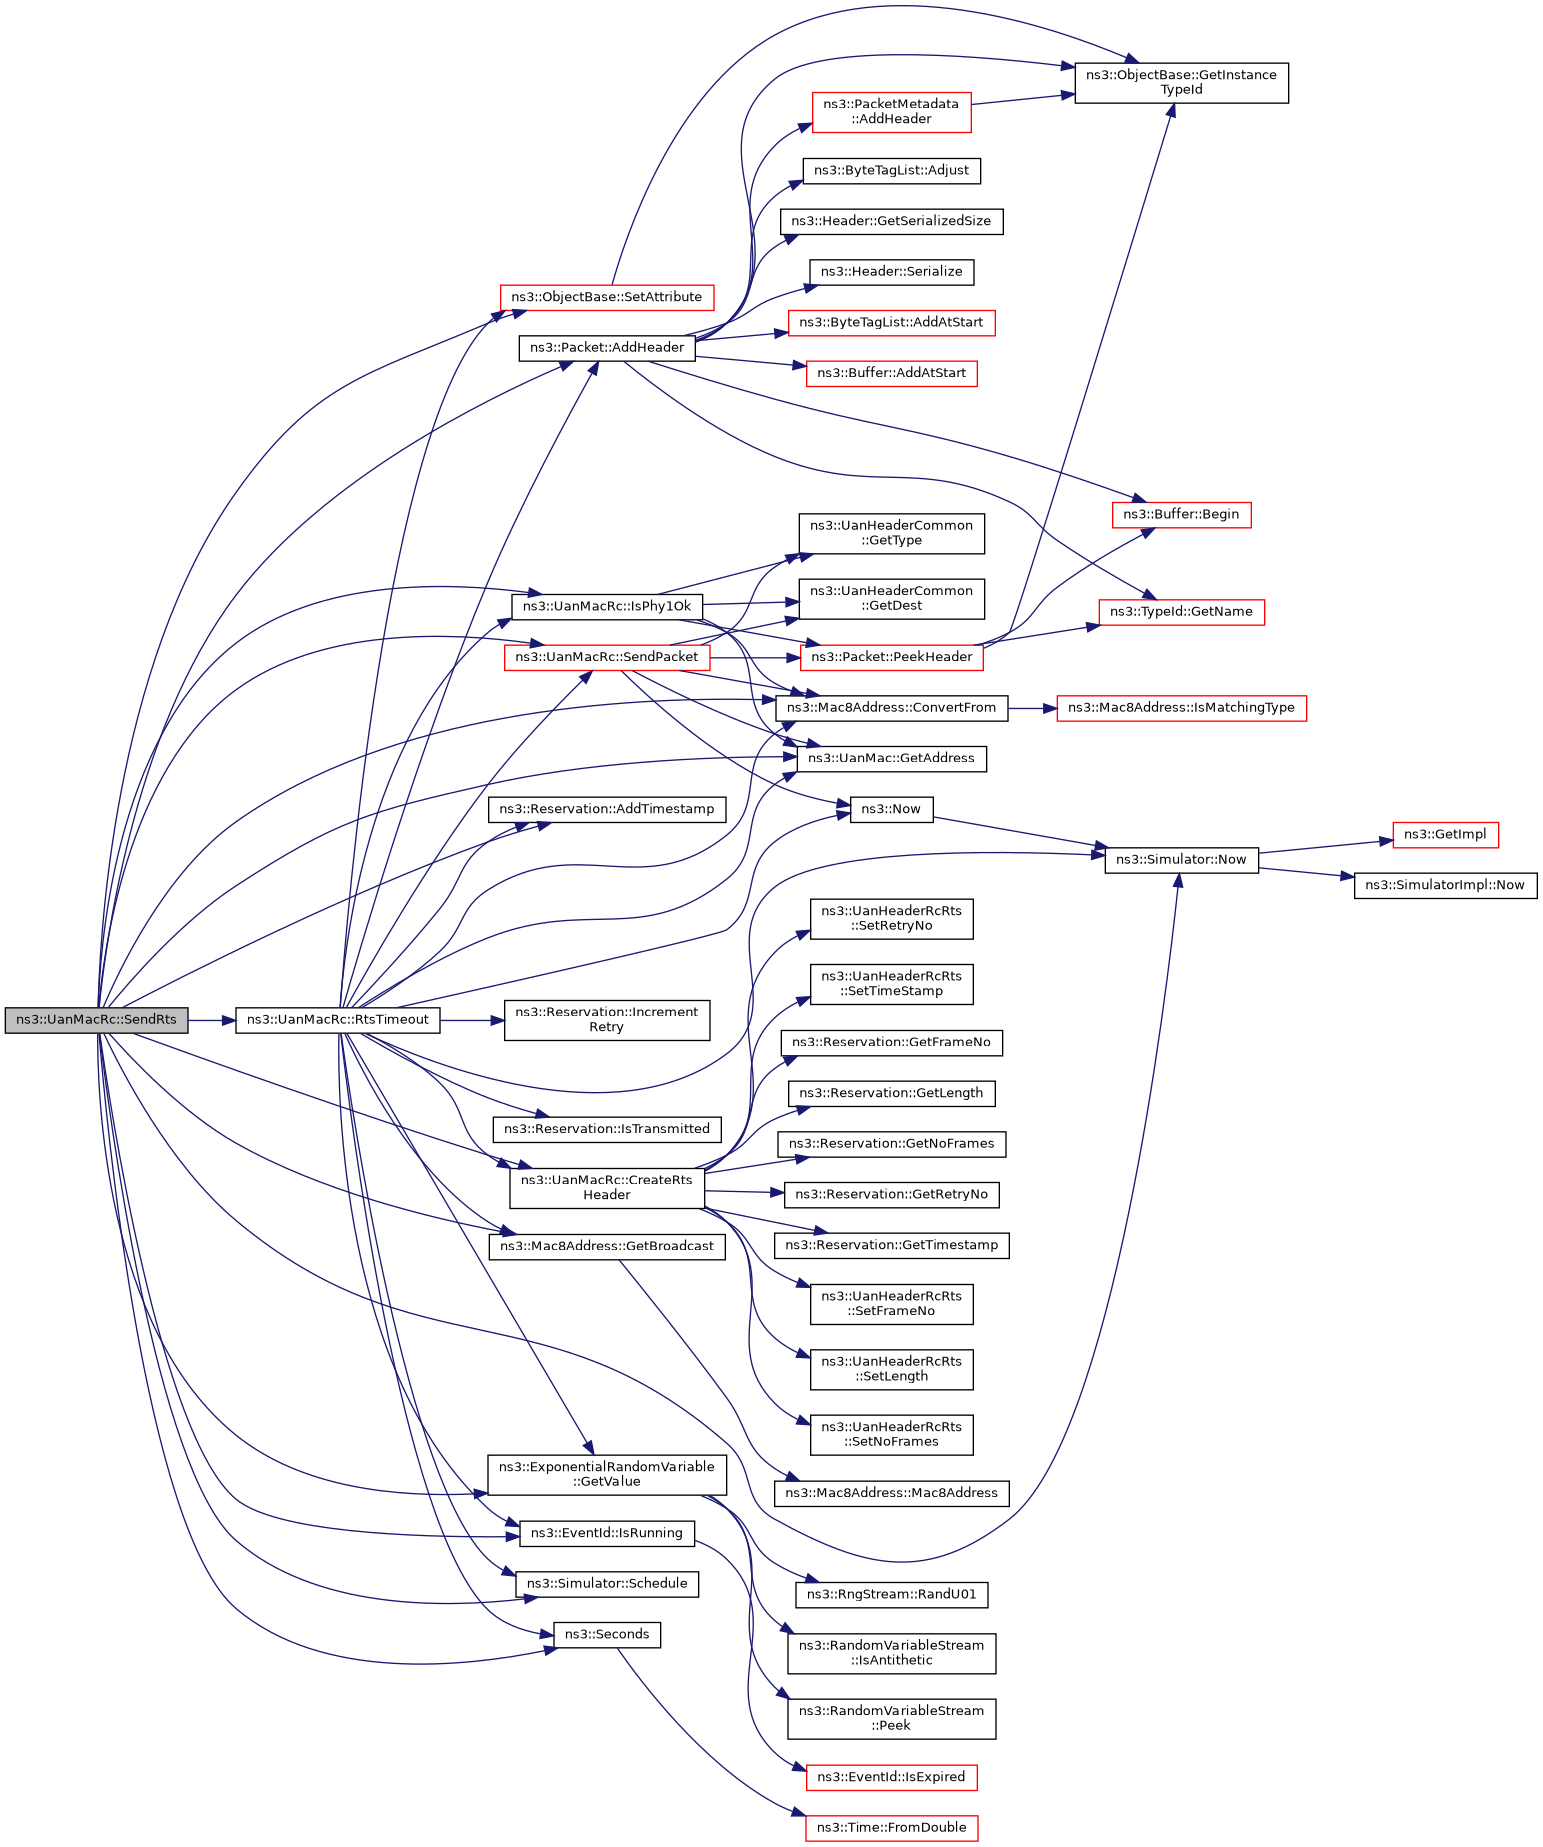 ns3::ObjectBase::GetInstance
TypeId
ns3::PacketMetadata
::AddHeader
ns3::ByteTagList::Adjust
ns3::Header::GetSerializedSize
ns3::Header::Serialize
ns3::ObjectBase::SetAttribute
ns3::ByteTagList::AddAtStart
ns3::Packet::AddHeader
ns3::Buffer::AddAtStart
ns3::Buffer::Begin
ns3::UanHeaderCommon
::GetType
ns3::UanHeaderCommon
::GetDest
ns3::UanMacRc::IsPhy1Ok
ns3::TypeId::GetName
ns3::UanMacRc::SendPacket
ns3::Packet::PeekHeader
ns3::Mac8Address::ConvertFrom
ns3::Mac8Address::IsMatchingType
ns3::UanMac::GetAddress
ns3::Reservation::AddTimestamp
ns3::Now
ns3::GetImpl
ns3::Simulator::Now
ns3::SimulatorImpl::Now
ns3::UanHeaderRcRts
::SetRetryNo
ns3::UanHeaderRcRts
::SetTimeStamp
ns3::UanMacRc::SendRts
ns3::UanMacRc::RtsTimeout
ns3::Reservation::Increment
Retry
ns3::Reservation::GetFrameNo
ns3::Reservation::GetLength
ns3::Reservation::IsTransmitted
ns3::Reservation::GetNoFrames
ns3::UanMacRc::CreateRts
Header
ns3::Reservation::GetRetryNo
ns3::Mac8Address::GetBroadcast
ns3::Reservation::GetTimestamp
ns3::UanHeaderRcRts
::SetFrameNo
ns3::UanHeaderRcRts
::SetLength
ns3::UanHeaderRcRts
::SetNoFrames
ns3::ExponentialRandomVariable
::GetValue
ns3::Mac8Address::Mac8Address
ns3::EventId::IsRunning
ns3::Simulator::Schedule
ns3::RngStream::RandU01
ns3::Seconds
ns3::RandomVariableStream
::IsAntithetic
ns3::RandomVariableStream
::Peek
ns3::EventId::IsExpired
ns3::Time::FromDouble